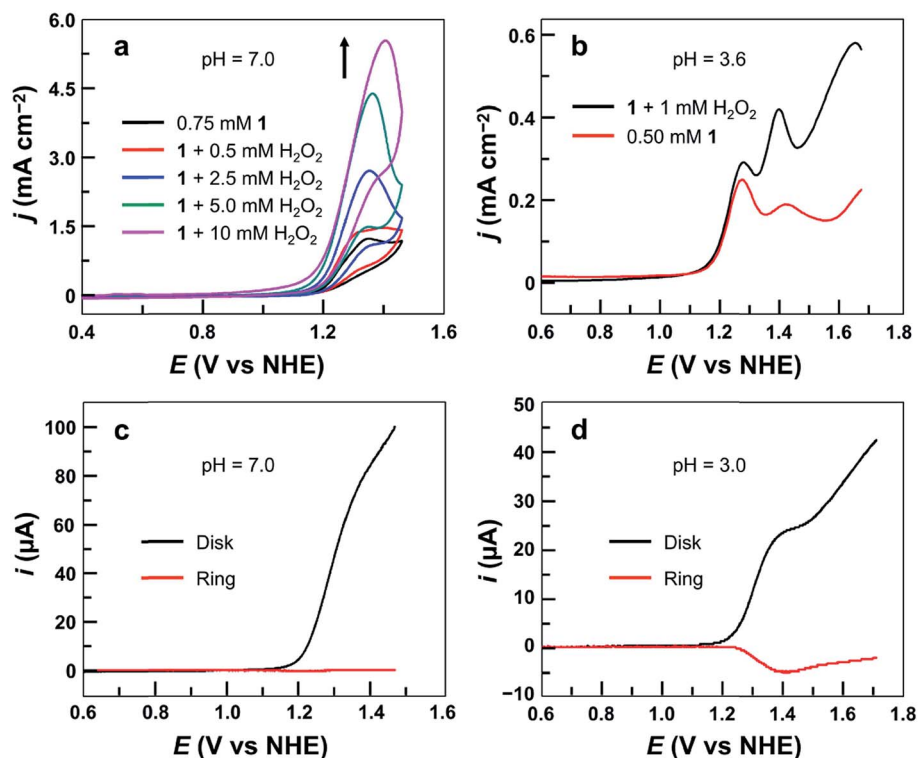 a
pH = 7.0
0.75 mM 1
1 + 0.5 mM H₂O₂
1 + 2.5 mM H₂O₂
1 + 5.0 mM H₂O₂
1 + 10 mM H₂O₂
6.0
4.5
3.0
1.5
0
j (mA cm⁻²)
0.4 0.8 1.2 1.6
E (V vs NHE)
b
pH = 3.6
1 + 1 mM H₂O₂
0.50 mM 1
0.6
0.4
0.2
0
j (mA cm⁻²)
0.6 0.8 1.0 1.2 1.4 1.6 1.8
E (V vs NHE)
c
pH = 7.0
Disk
Ring
100
80
60
40
20
0
i (μA)
0.6 0.8 1.0 1.2 1.4 1.6
E (V vs NHE)
d
pH = 3.0
Disk
Ring
50
40
30
20
10
0
−10
i (μA)
0.6 0.8 1.0 1.2 1.4 1.6 1.8
E (V vs NHE)